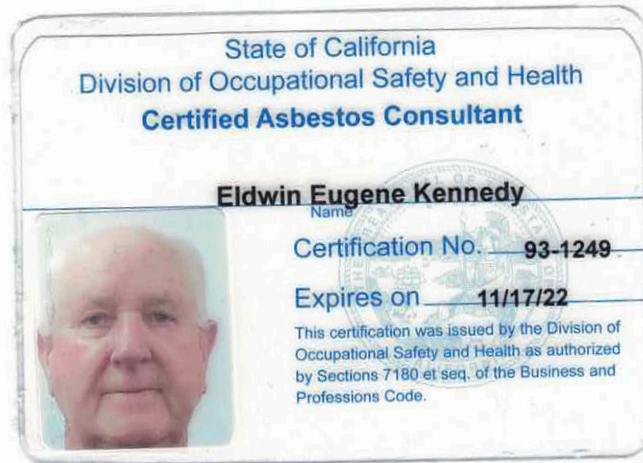 State of California
Division of Occupational Safety and Health
Certified Asbestos Consultant
Eldwin Eugene Kennedy
Name
Certification No. 93-1249
Expires on 11/17/22
This certification was issued by the Division of
Occupational Safety and Health as authorized
by Sections 7180 et seq. of the Business and
Professions Code.